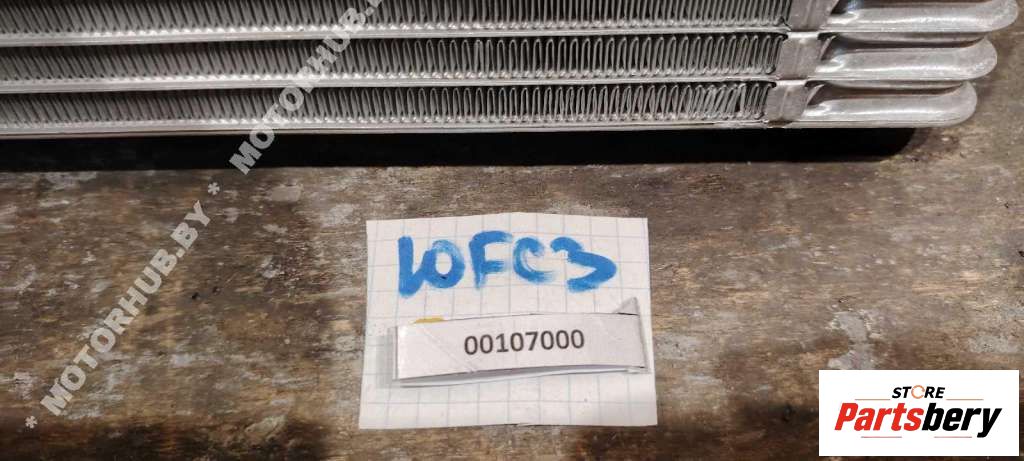 * MOTORHUB.BY * MOTORHUB.BY
10FC3
00107000
STORE
Partsbery